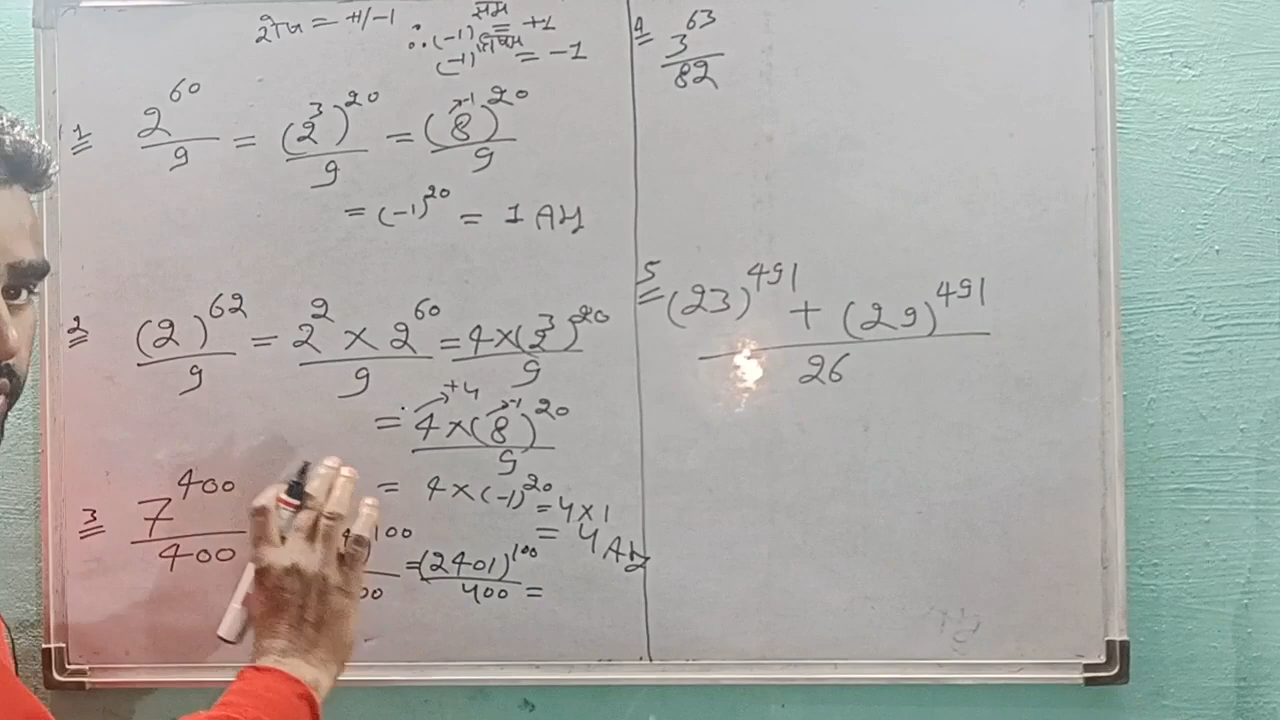 शेष = +/-1 ∴ (-1)^सम = +1
(-1)^विषम = -1
1 2^60/9 = (2^3)^20/9 = (8)^20/9 → -1
= (-1)^20 = 1 Ans
2 (2)^62/9 = 2^2 × 2^60/9 = 4×(2^3)^20/9
= 4×(8)^20/9 → +4 → -1
= 4×(-1)^20 = 4×1
= 4 Ans
3 7^400/400 )^100 = (2401)^100/400 =
4 3^63/82
5 (23)^491 + (29)^491/26